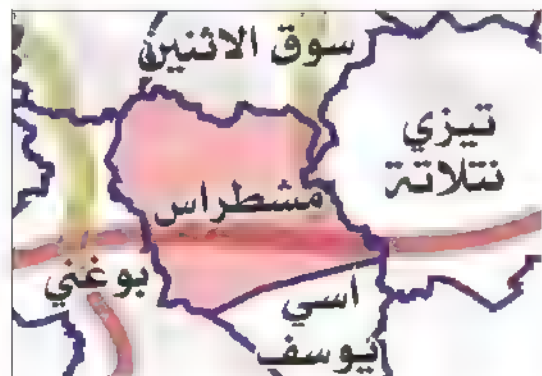 سوق الاثنين
تيزي
نتلاتة
مشطراس
بوغني
اسي
يوسف